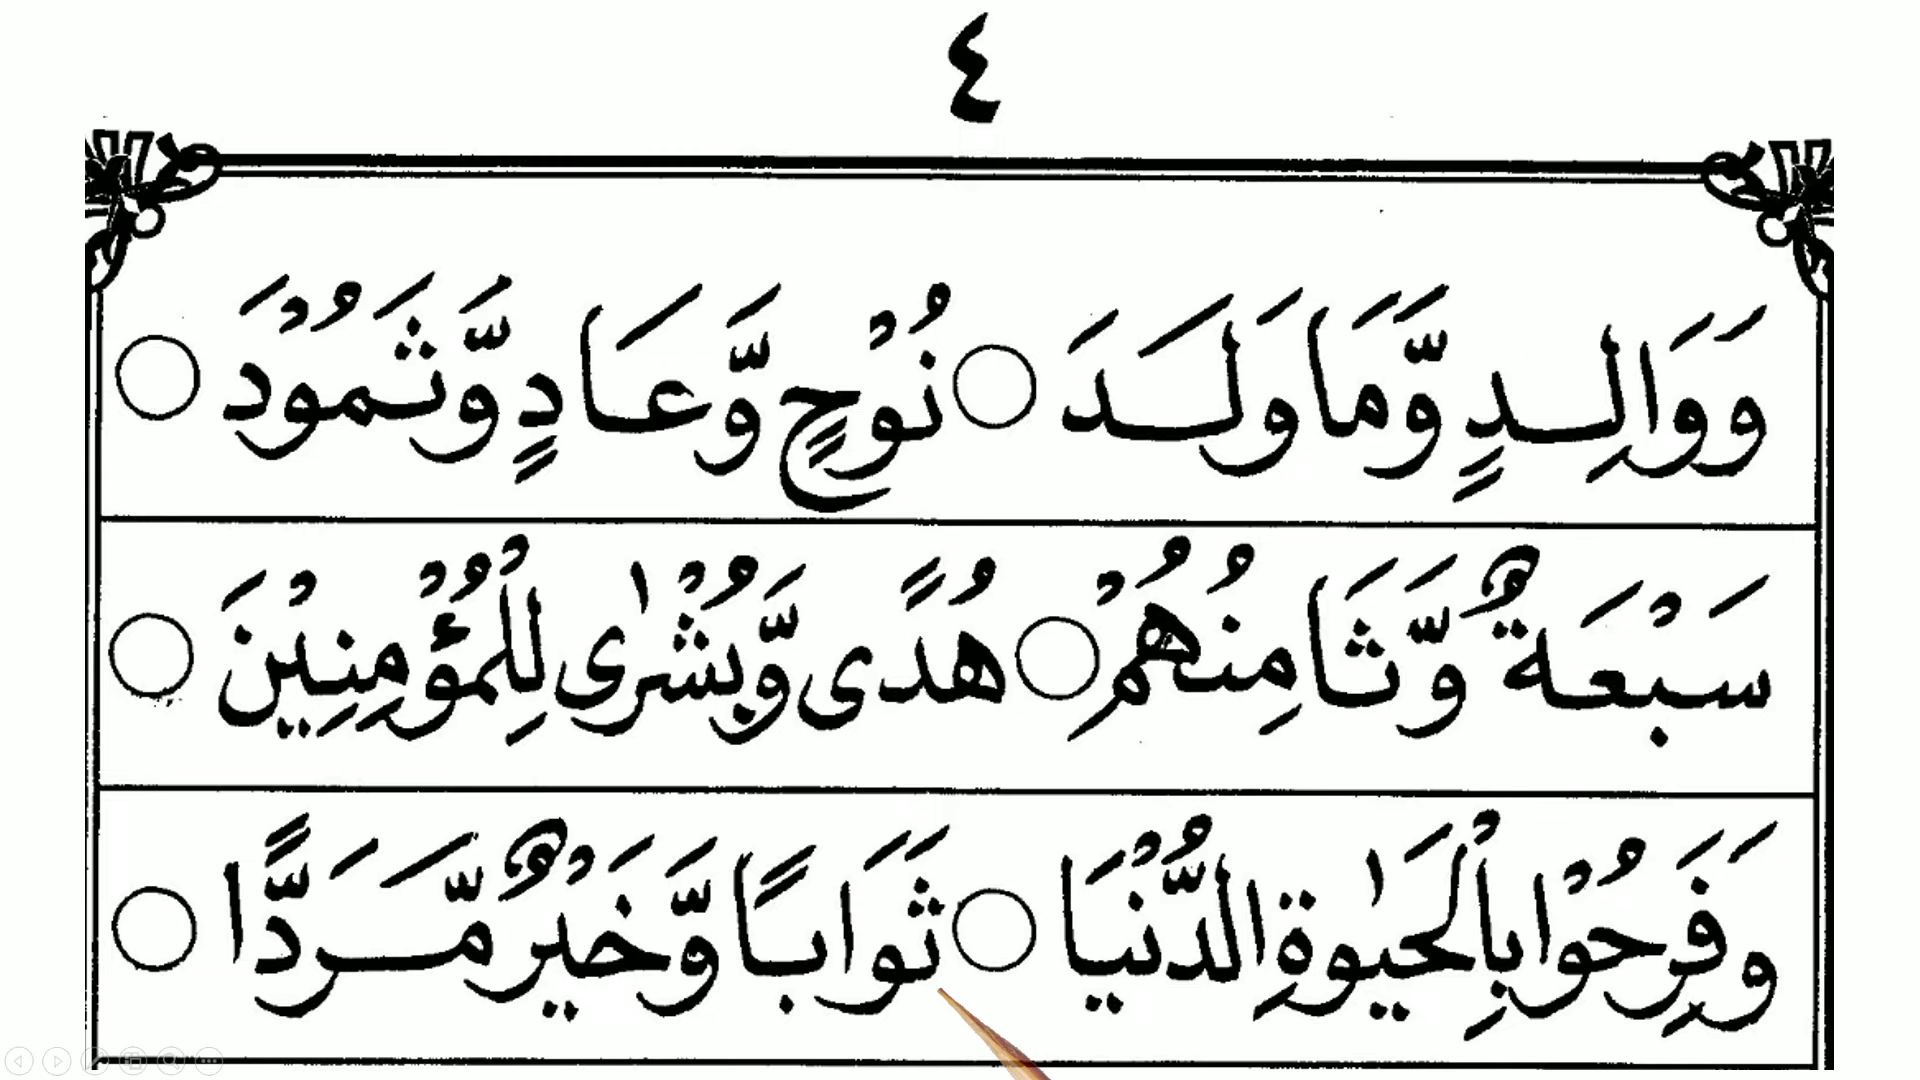 ٤
وَوَالِدٍ وَّمَا وَلَدَ ○ نُوْحٍ وَّعَادٍ وَّثَمُوْدَ ○
سَبْعَةٌ وَّثَامِنُهُمْ ○ هُدًى وَّبُشْرٰى لِلْمُؤْمِنِيْنَ ○
وَفَرِحُوْا بِالْحَيٰوةِ الدُّنْيَا ○ ثَوَابًا وَّخَيْرٌ مَّرَدًّا ○